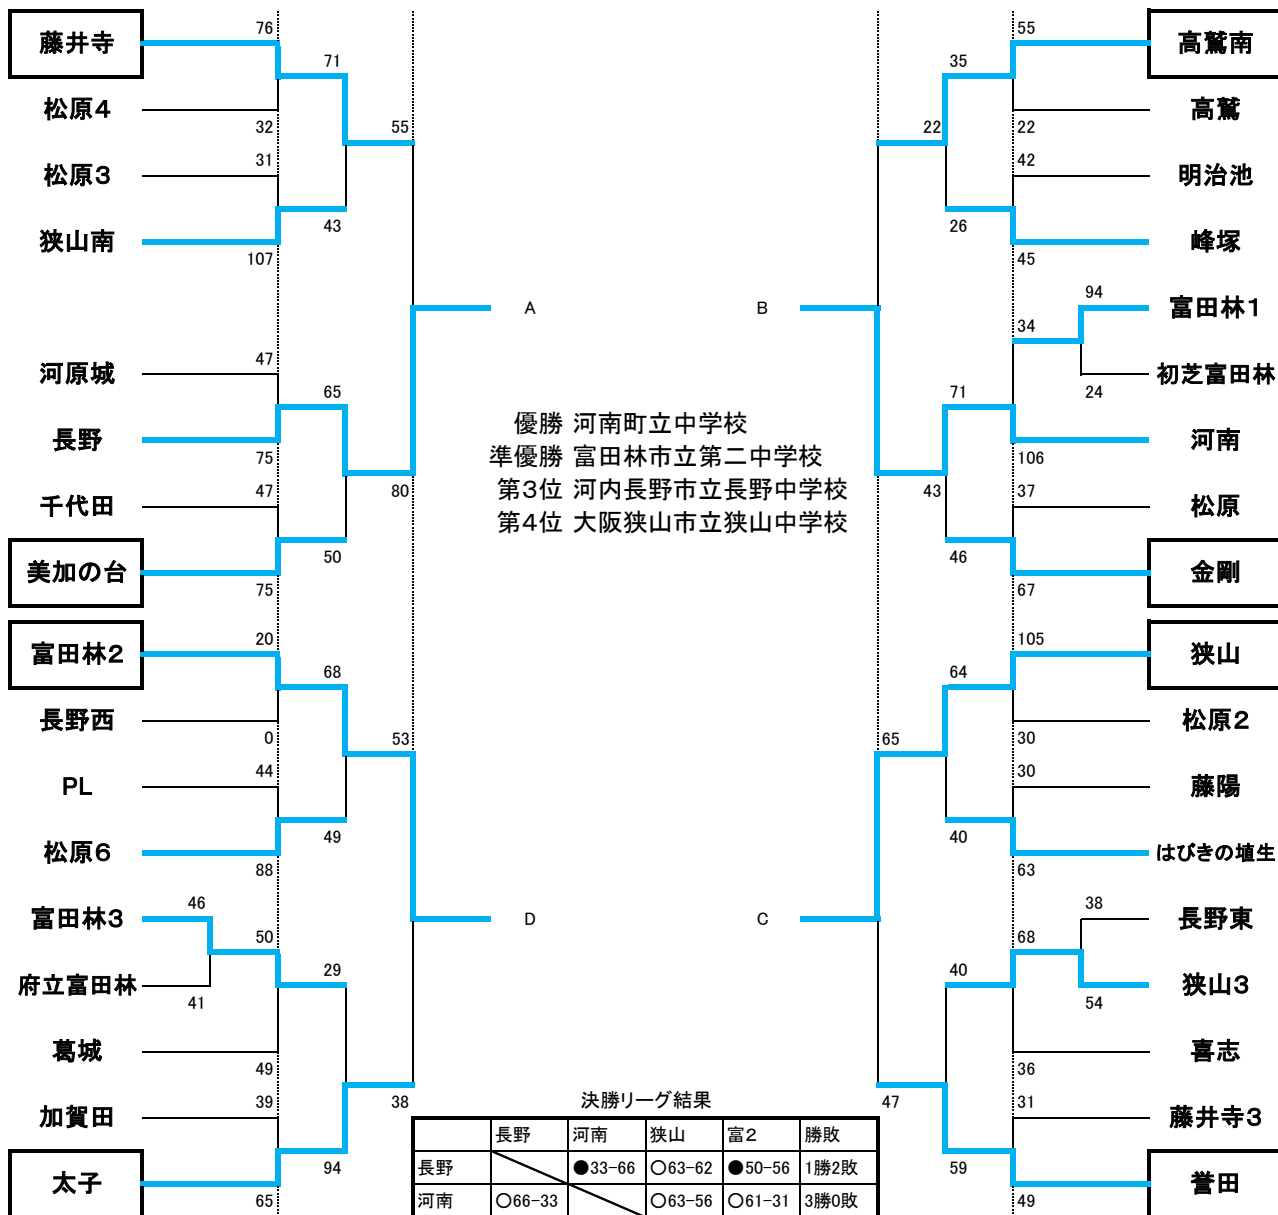 藤井寺
76
71
松原4
32
55
松原3
31
狭山南
43
107
河原城
47
65
長野
75
千代田
47
80
美加の台
50
75
富田林2
20
68
長野西
0
53
PL
44
松原6
49
88
富田林3
46
50
府立富田林
41
29
葛城
49
加賀田
39
38
太子
94
65
A
B
優勝 河南町立中学校
準優勝 富田林市立第二中学校
第3位 河内長野市立長野中学校
第4位 大阪狭山市立狭山中学校
D
C
55
高鷲南
35
22
22
高鷲
42
明治池
26
峰塚
45
94
富田林1
34
24
初芝富田林
71
河南
106
43
37
松原
46
金剛
67
105
狭山
64
30
松原2
65
30
藤陽
40
はびきの埴生
63
38
長野東
68
40
54
狭山3
36
喜志
47
31
藤井寺3
59
誉田
49
決勝リーグ結果
長野 河南 狭山 富2 勝敗
長野 ●33-66 ○63-62 ●50-56 1勝2敗
河南 ○66-33 ○63-56 ○61-31 3勝0敗